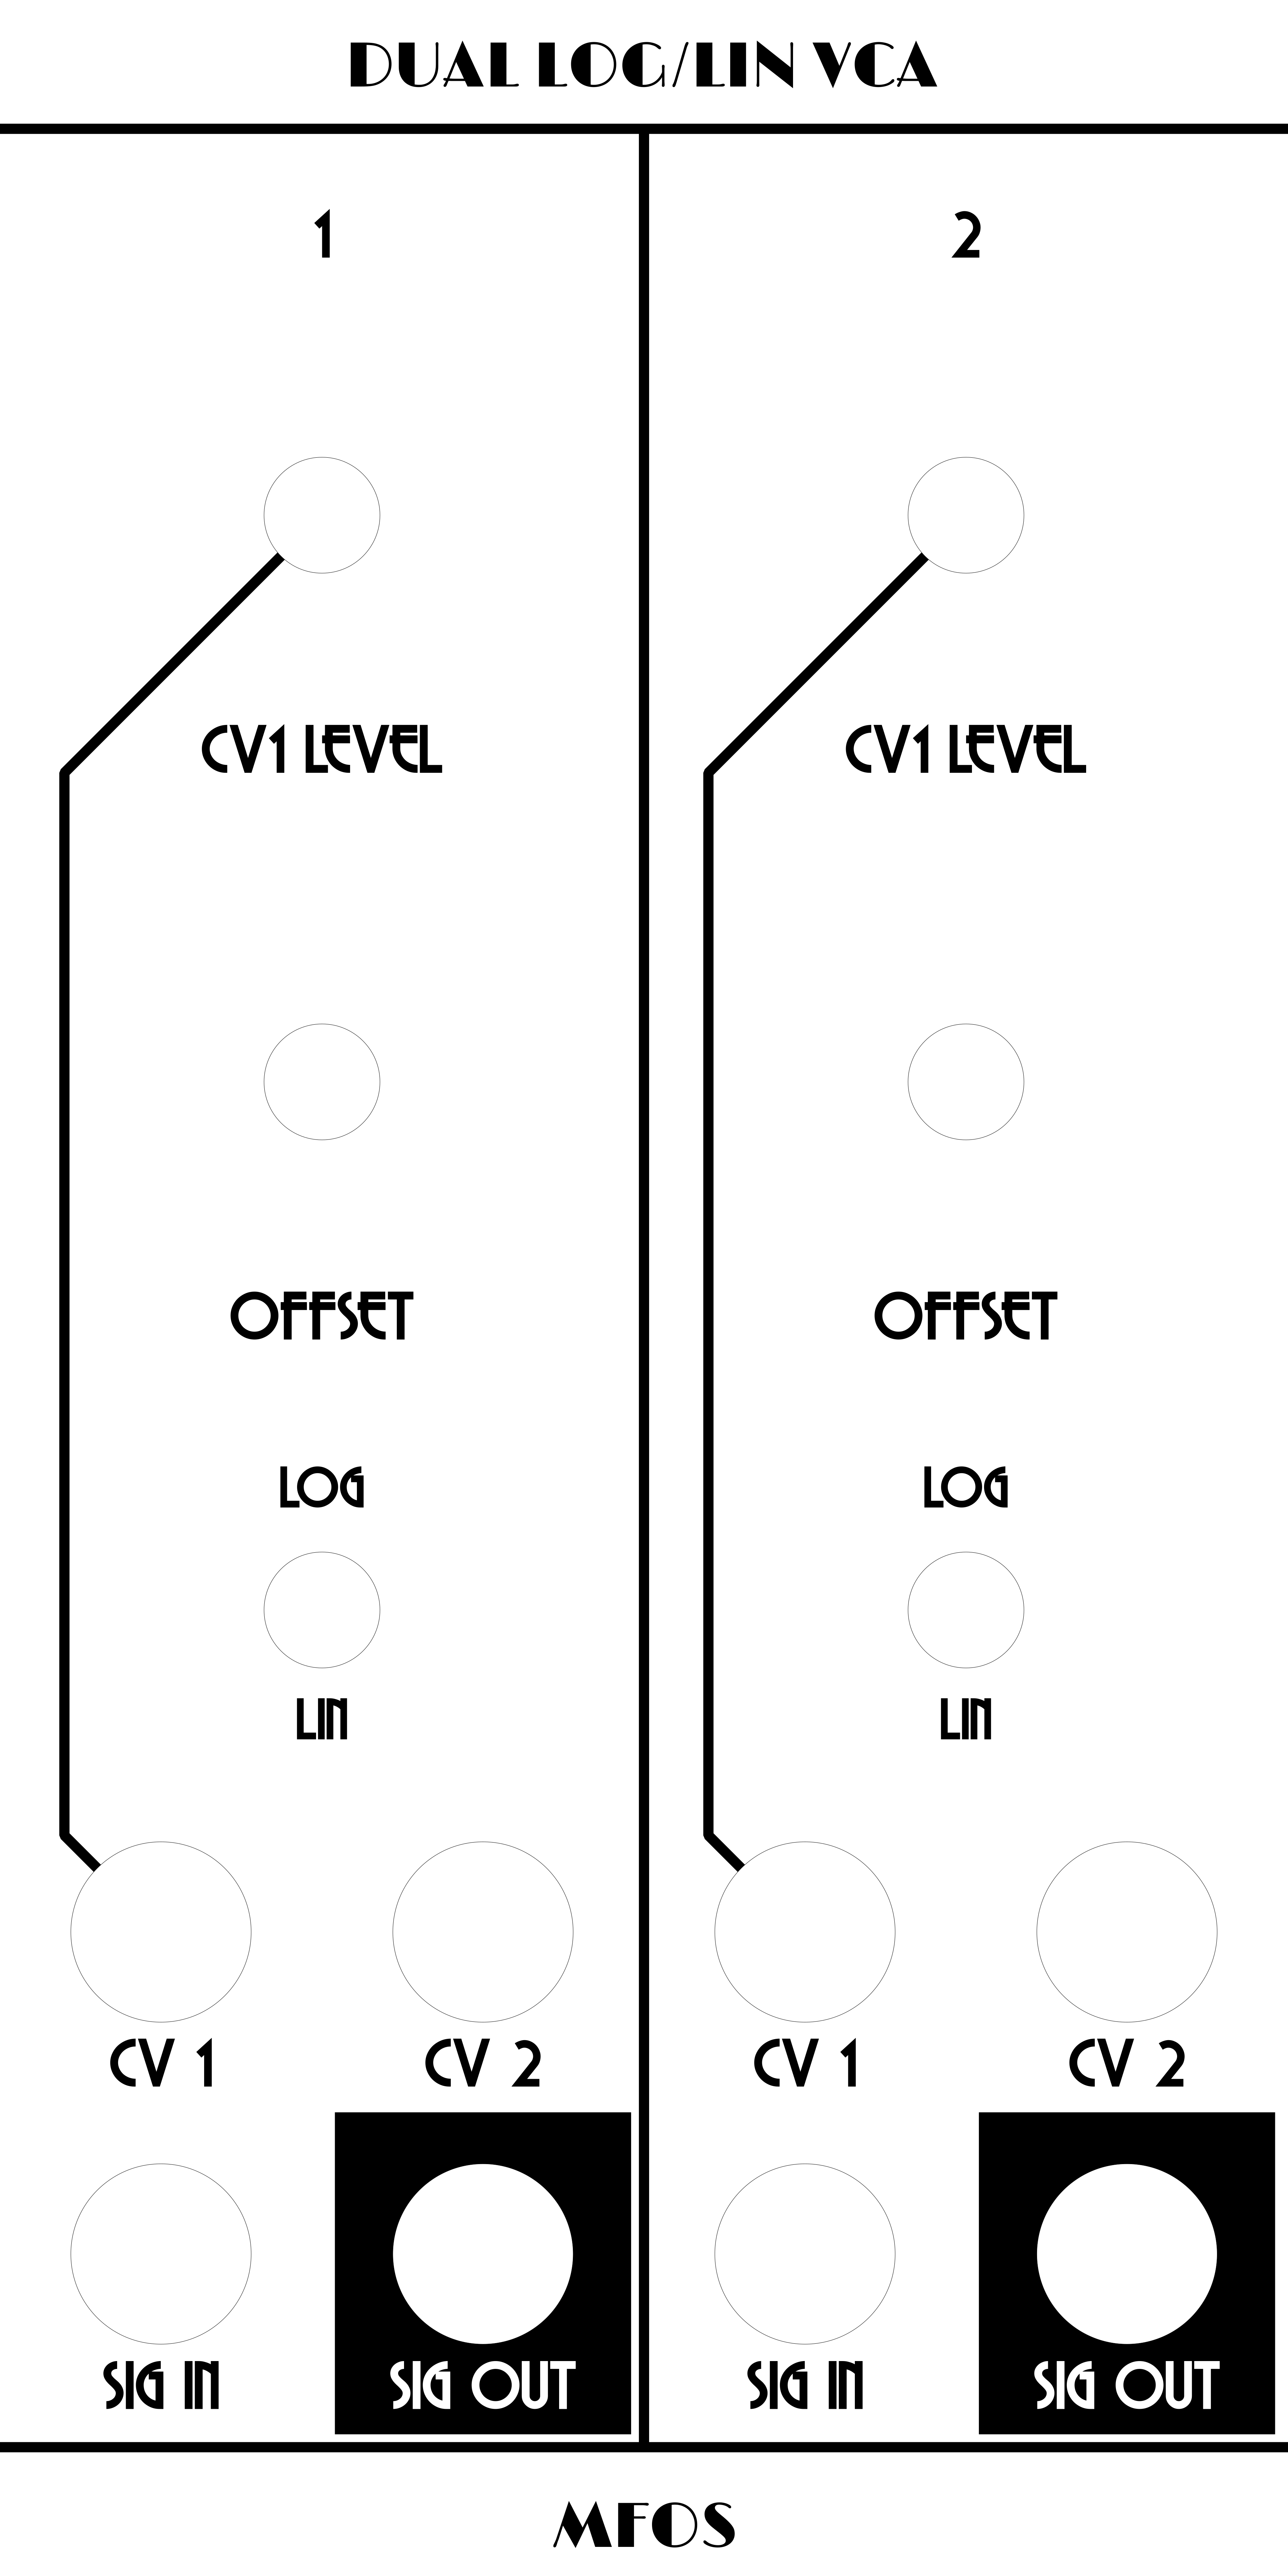 DUAL LOG/LIN VCA
1 2
CV1 LEVEL CV1 LEVEL
OFFSET OFFSET
LOG LOG
LIN LIN
CV 1 CV 2 CV 1 CV 2
SIG IN SIG OUT SIG IN SIG OUT
MFOS